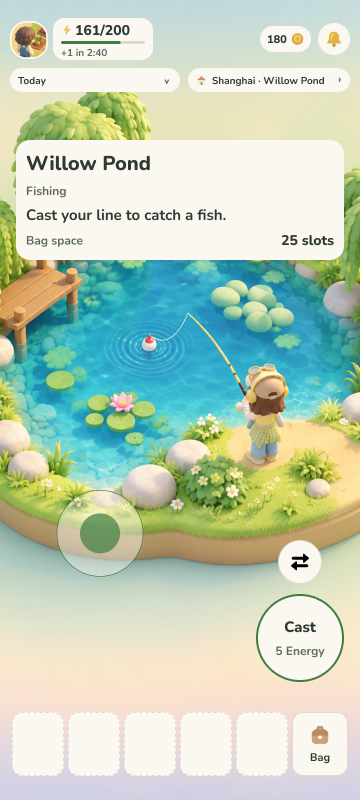 161/200
+1 in 2:40
180
Today
Shanghai · Willow Pond
Willow Pond
Fishing
Cast your line to catch a fish.
Bag space
25 slots
Cast
5 Energy
Bag